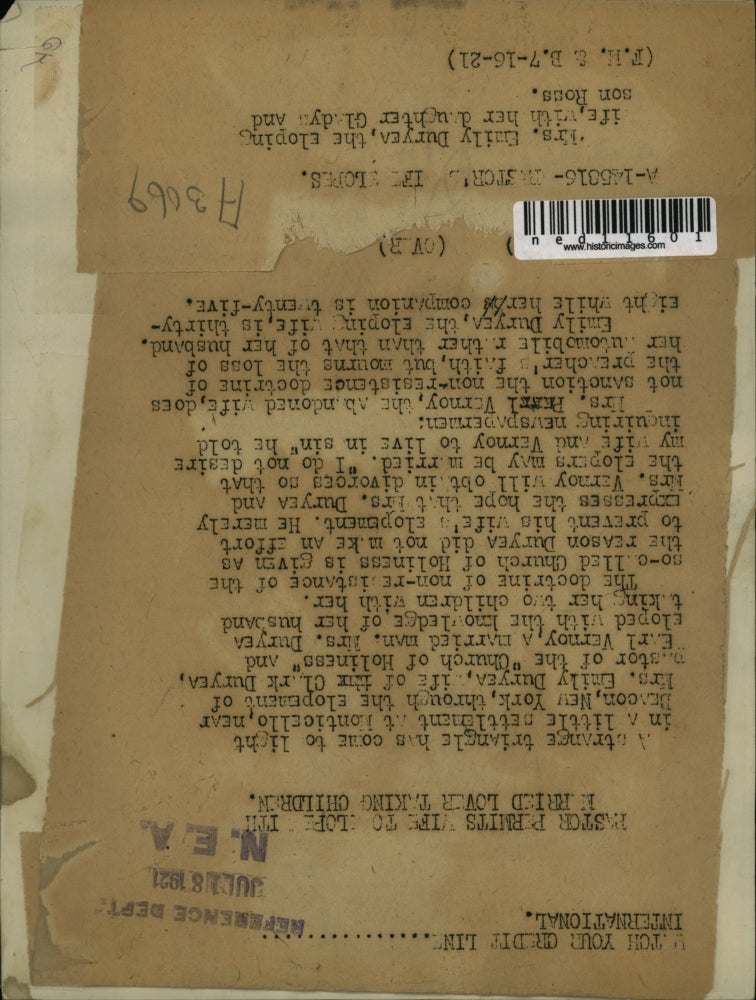 WATCH YOUR CREDIT LINE................
INTERNATIONAL.
REFERENCE DEPT.
JUL 18 1921
N. E. A.
PASTOR PERMITS WIFE TO ELOPE WITH
MARRIED LOVER TAKING CHILDREN.
A strange triangle has come to light
in a little settlement at Monticello,near
Beacon,New York,through the elopement of
Mrs. Emily Duryea,wife of Clark Duryea,
pastor of the "Church of Holiness" and
Earl Vernoy,a married man. Mrs. Duryea
eloped with the knowledge of her husband
taking her two children with her.
The doctrine of non-resistance of the
so-called Church of Holiness is given as
the reason Duryea did not make an effort
to prevent his wife's elopement. He merely
expresses the hope that Mrs. Duryea and
Mrs. Vernoy will obtain divorces so that
the elopers may be married. "I do not desire
my wife and Vernoy to live in sin" he told
inquiring newspapermen:
Mrs. Pearl Vernoy,the abandoned wife,does
not sanction the non-resistence doctrine of
the preacher's faith,but mourns the loss of
her automobile rather than that of her husband.
Emily Duryea,the eloping wife,is thirty-
eight while her companion is twenty-five.
(OVER)
)
ned11601
www.historicimages.com
A-145816- PASTOR'S WIFE ELOPES.
H3069
Mrs. Emily Duryea,the eloping
wife,with her daughter Gladys and
son Ross.
(F.H. & B.7-16-21)